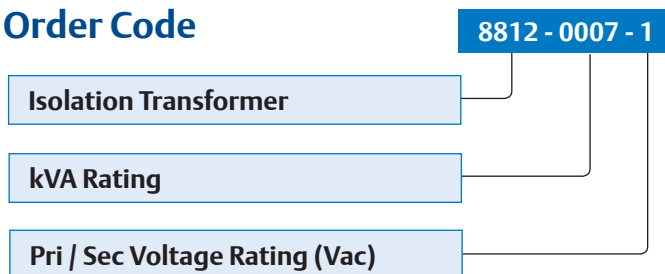 Order Code
8812 - 0007 - 1
Isolation Transformer
kVA Rating
Pri / Sec Voltage Rating (Vac)